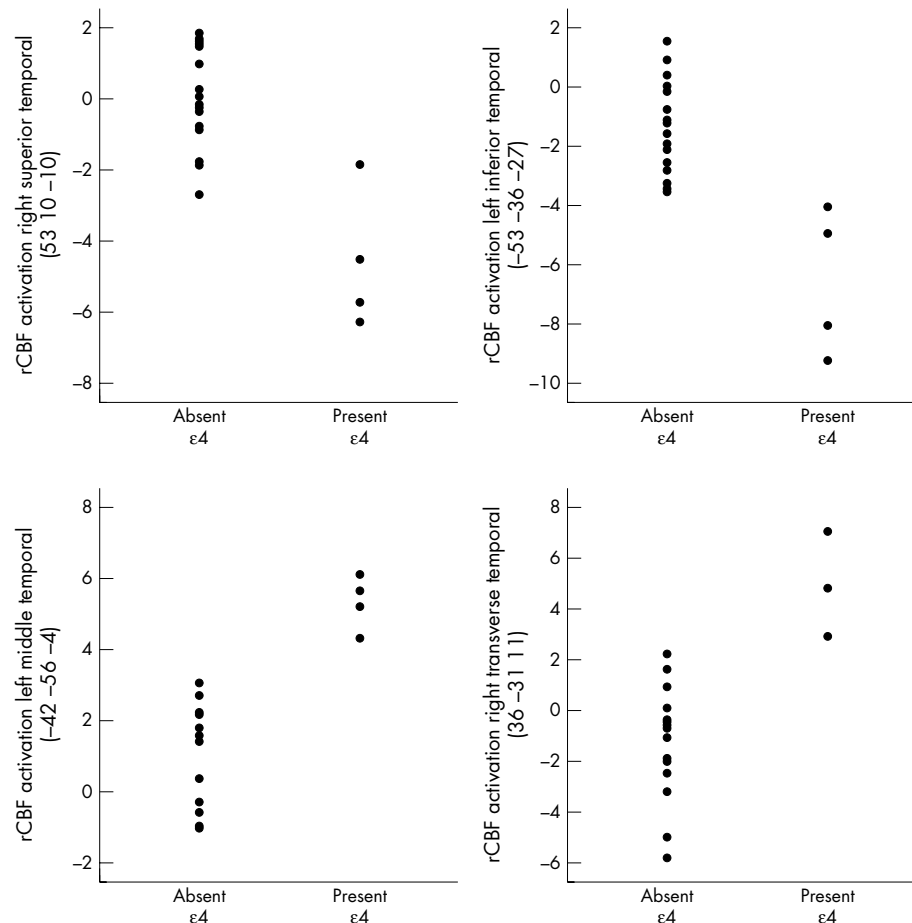 rCBF activation right superior temporal
(53 10 –10)
2
0
–2
–4
–6
–8
Absent
ε4
Present
ε4
rCBF activation left inferior temporal
(–53 –36 –27)
2
0
–2
–4
–6
–8
–10
Absent
ε4
Present
ε4
rCBF activation left middle temporal
(–42 –56 –4)
8
6
4
2
0
–2
Absent
ε4
Present
ε4
rCBF activation right transverse temporal
(36 –31 11)
8
6
4
2
0
–2
–4
–6
Absent
ε4
Present
ε4